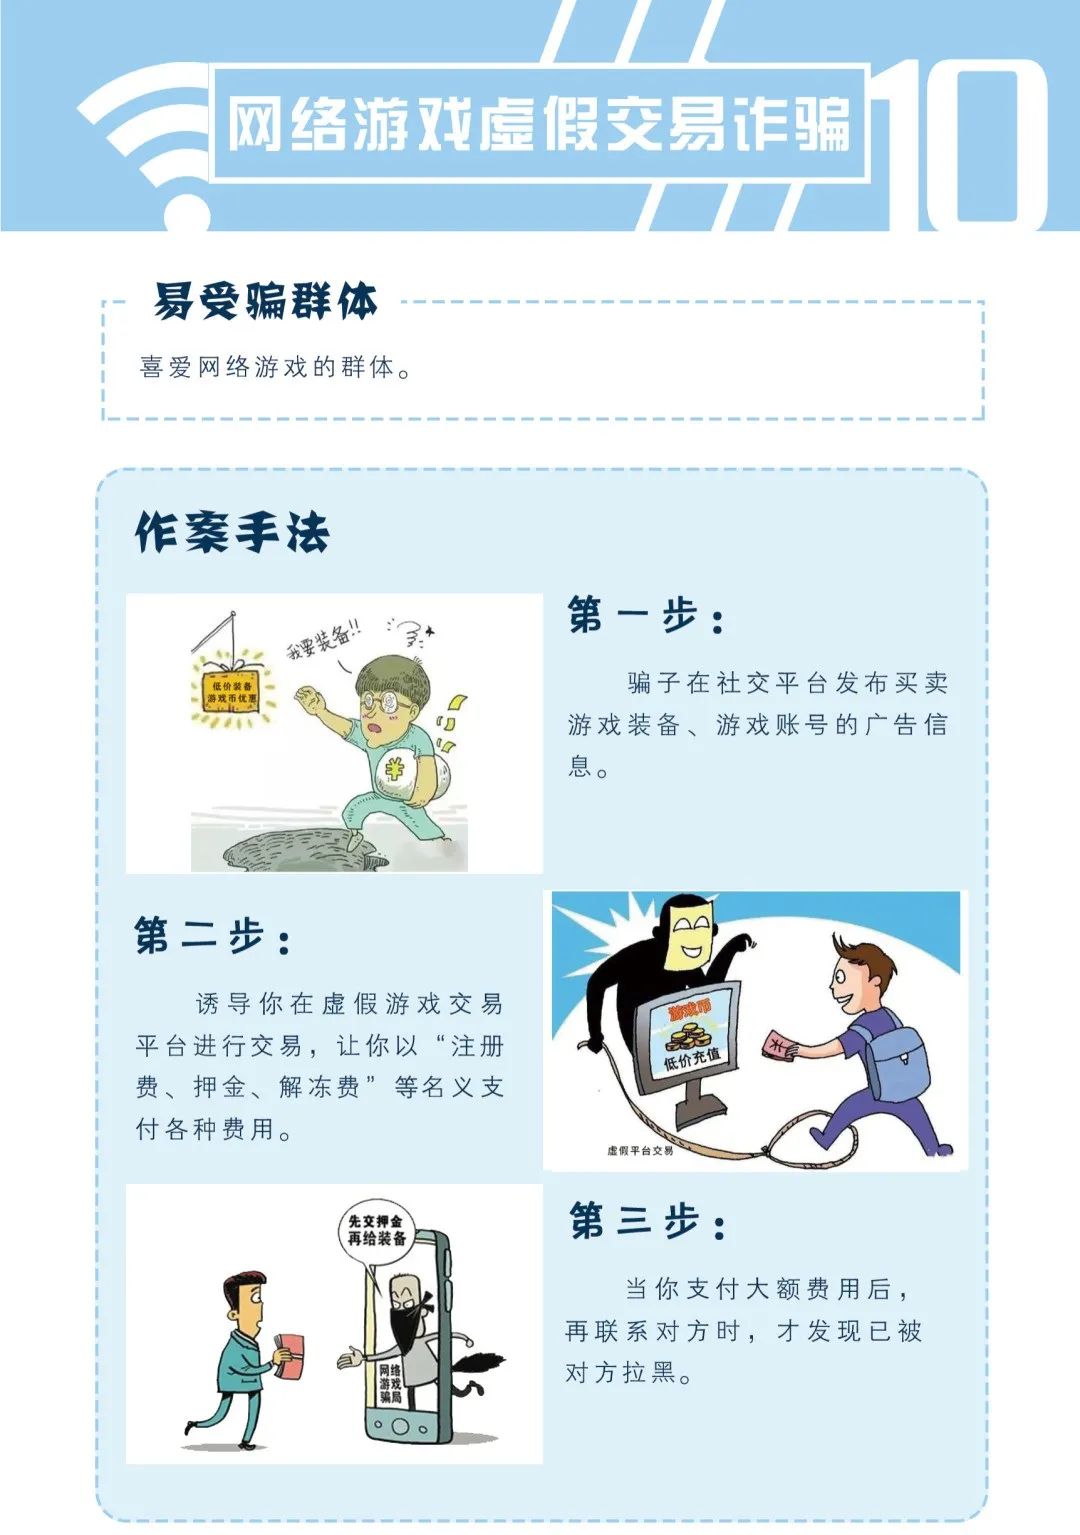 网络游戏虚假交易诈骗
10
易受骗群体
喜爱网络游戏的群体。
作案手法
我要装备!!
低价装备
游戏币优惠
¥
第一步：
骗子在社交平台发布买卖
游戏装备、游戏账号的广告信
息。
第二步：
诱导你在虚假游戏交易
平台进行交易，让你以“注册
费、押金、解冻费”等名义支
付各种费用。
游戏币
低价充值
虚假平台交易
先交押金
再给装备
网络
游戏
骗局
第三步：
当你支付大额费用后，
再联系对方时，才发现已被
对方拉黑。